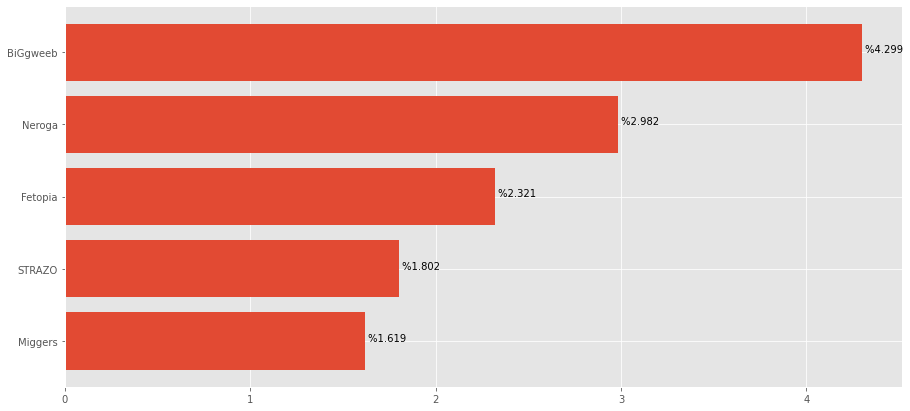 BiGgweeb %4.299
Neroga %2.982
Fetopia %2.321
STRAZO %1.802
Miggers %1.619
0 1 2 3 4